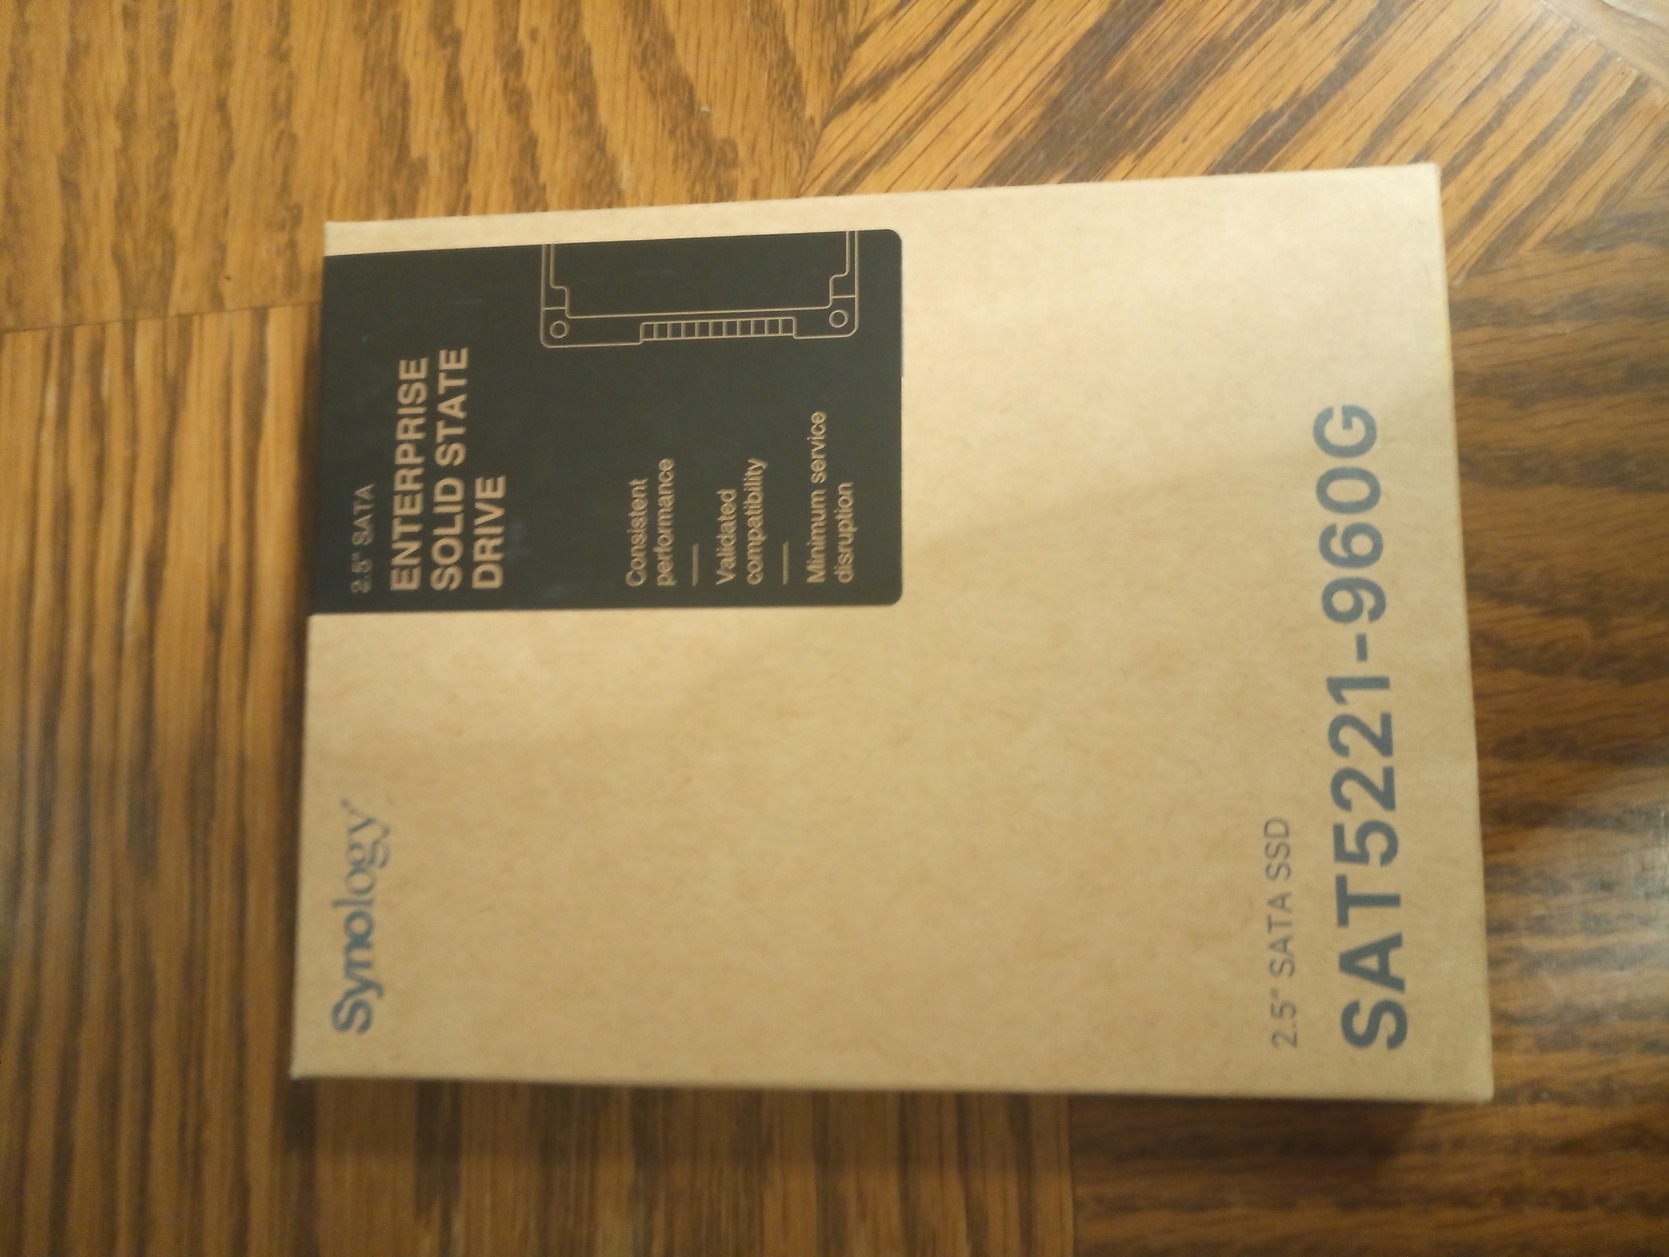 Synology
2.5" SATA
ENTERPRISE
SOLID STATE
DRIVE
Consistent
performance
Validated
compatibility
Minimum service
disruption
2.5" SATA SSD
SAT5221-960G